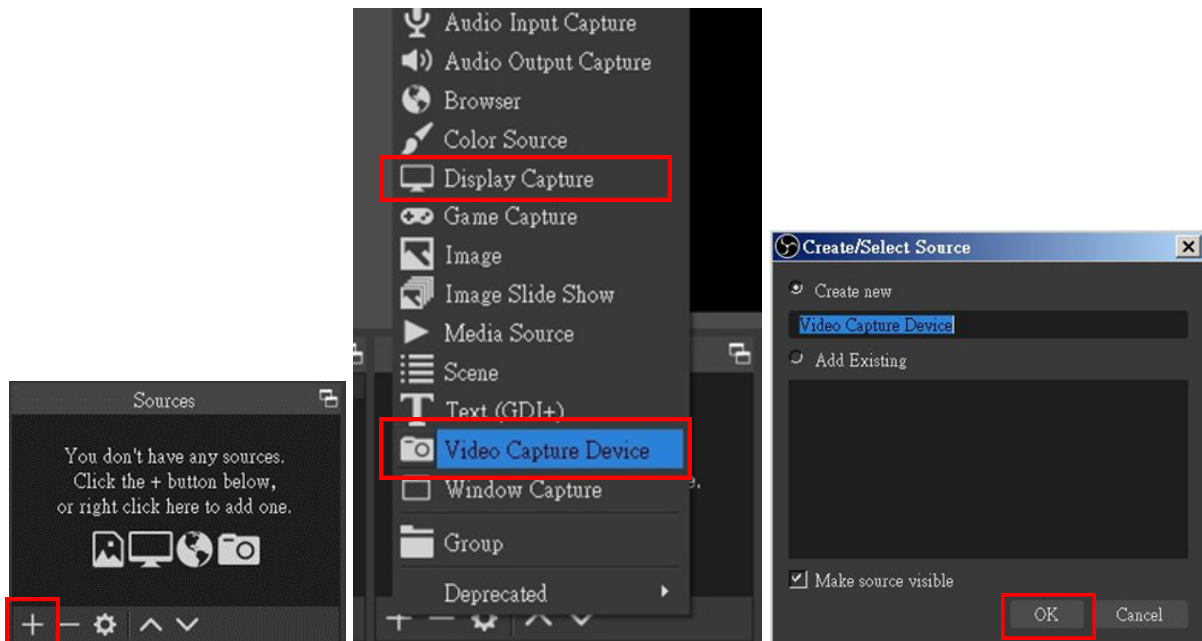 Sources
You don't have any sources.
Click the + button below,
or right click here to add one.
Audio Input Capture
Audio Output Capture
Browser
Color Source
Display Capture
Game Capture
Image
Image Slide Show
Media Source
Scene
Text (GDI+)
Video Capture Device
Window Capture
e.
Group
Deprecated
Create/Select Source
Create new
Video Capture Device
Add Existing
Make source visible
OK
Cancel